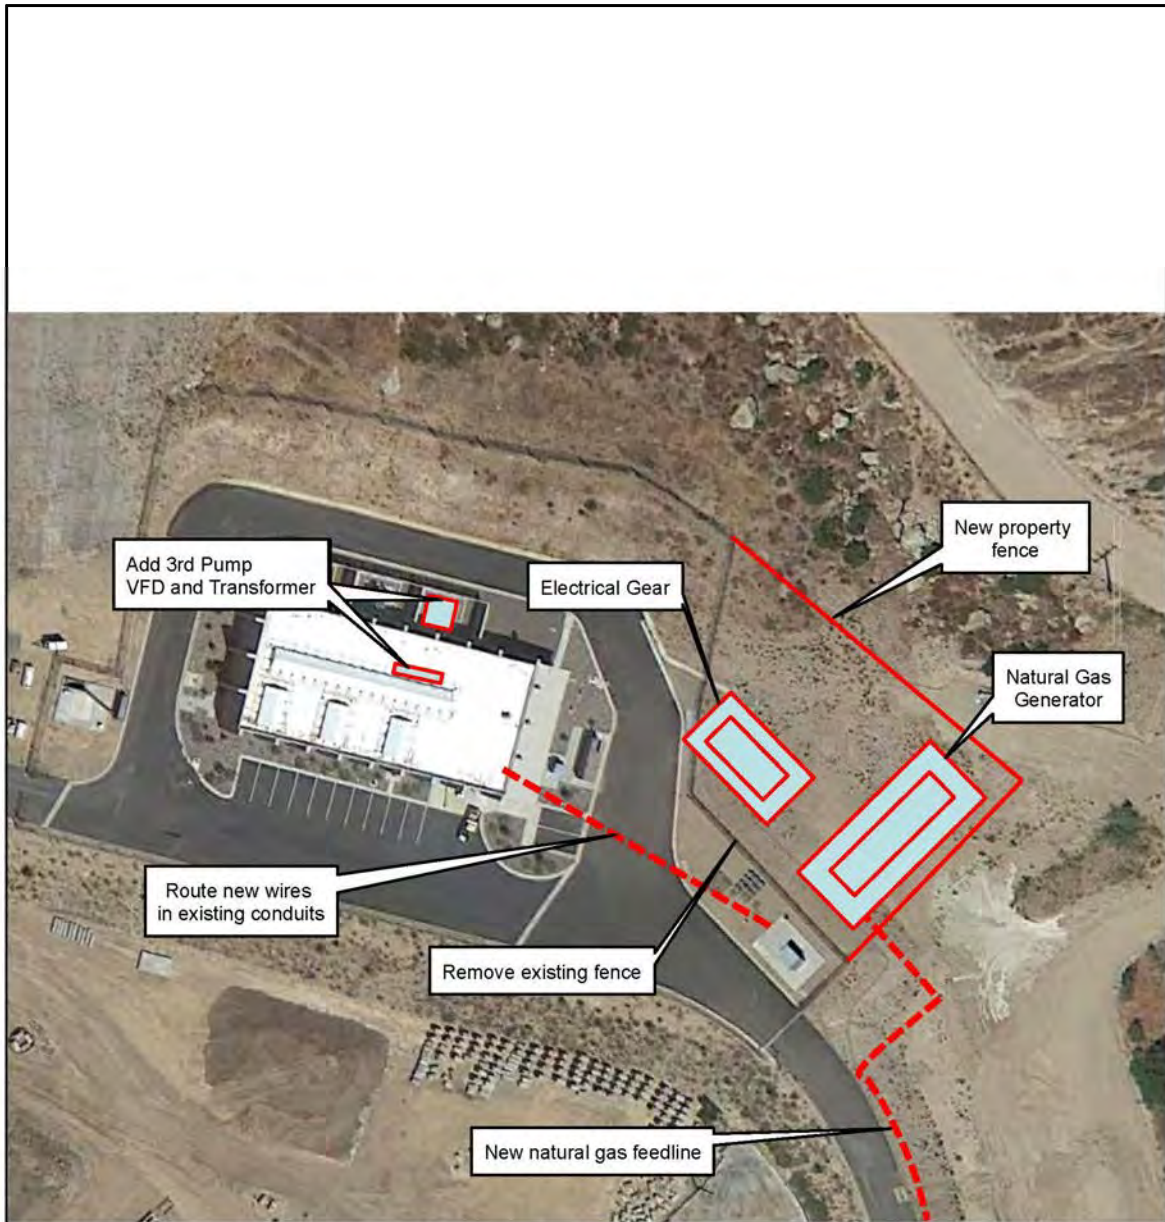 New property
fence
Add 3rd Pump
VFD and Transformer
Electrical Gear
Natural Gas
Generator
Route new wires
in existing conduits
Remove existing fence
New natural gas feedline